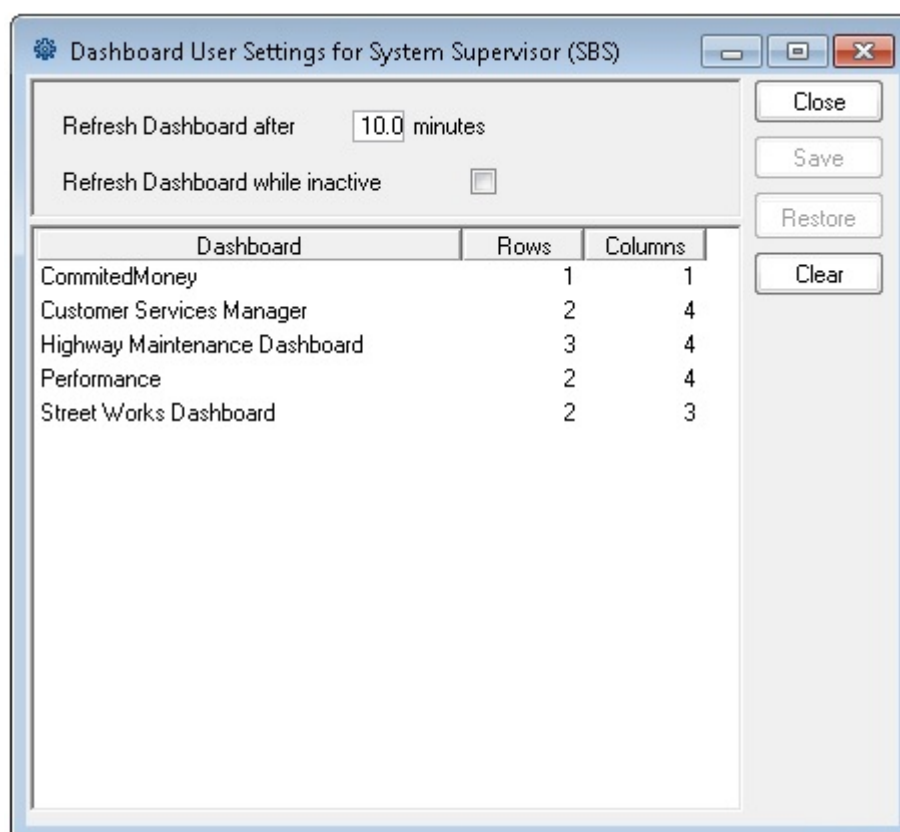 Dashboard User Settings for System Supervisor (SBS)
Refresh Dashboard after 10.0 minutes
Refresh Dashboard while inactive
Close
Save
Restore
Clear
Dashboard Rows Columns
CommitedMoney 1 1
Customer Services Manager 2 4
Highway Maintenance Dashboard 3 4
Performance 2 4
Street Works Dashboard 2 3